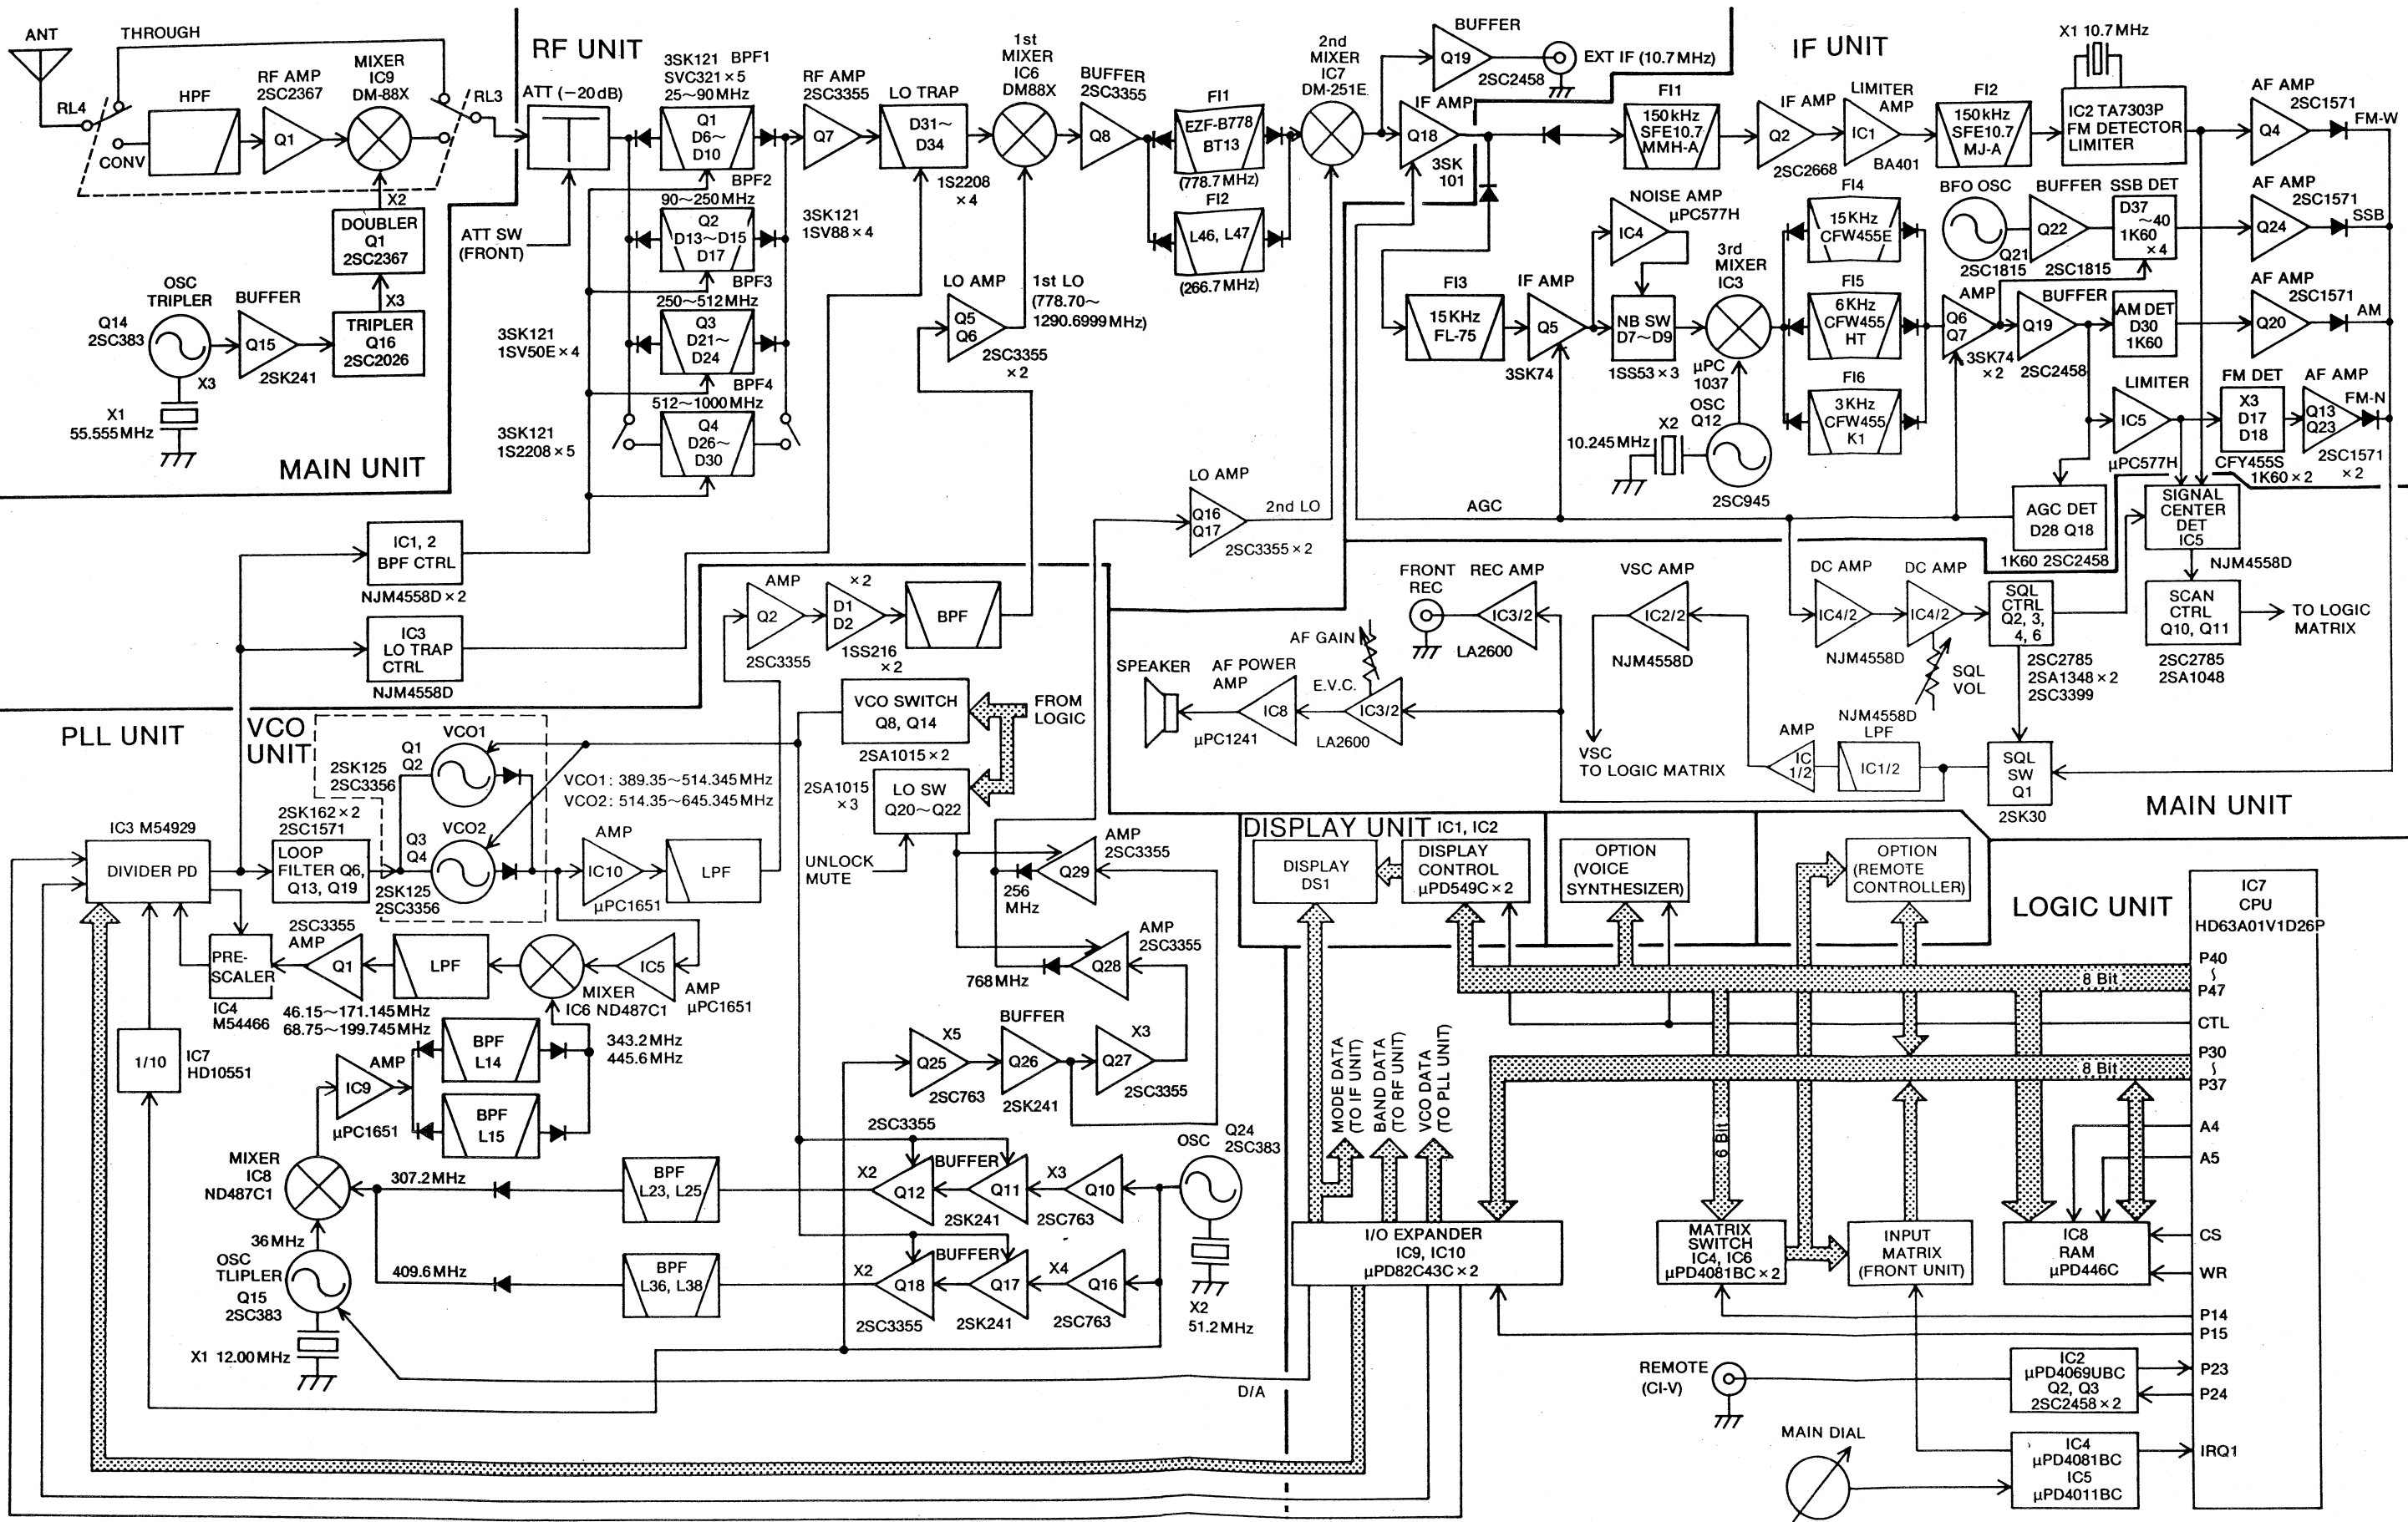 ANT
THROUGH
RL4
CONV
HPF
RF AMP
2SC2367
Q1
MIXER
IC9
DM-88X
RL3
X2
DOUBLER
Q1
2SC2367
X3
TRIPLER
Q16
2SC2026
OSC
TRIPLER
Q14
2SC383
BUFFER
Q15
2SK241
X3
X1
55.555MHz
MAIN UNIT
RF UNIT
ATT (−20dB)
ATT SW
(FRONT)
3SK121 BPF1
SVC321×5
25~90MHz
Q1
D6~
D10
BPF2
90~250MHz
Q2
D13~D15
D17
3SK121
1SV88×4
BPF3
250~512MHz
Q3
D21~
D24
3SK121
1SV50E×4
BPF4
512~1000MHz
Q4
D26~
D30
3SK121
1S2208×5
RF AMP
2SC3355
Q7
LO TRAP
D31~
D34
1S2208
×4
1st
MIXER
IC6
DM88X
BUFFER
2SC3355
Q8
LO AMP
Q5
Q6
2SC3355
×2
1st LO
(778.70~
1290.6999MHz)
FI1
EZF-B778
BT13
(778.7MHz)
FI2
L46, L47
(266.7MHz)
2nd
MIXER
IC7
DM-251E
BUFFER
Q19
2SC2458
EXT IF (10.7MHz)
IF AMP
Q18
3SK
101
LO AMP
Q16
Q17
2SC3355×2
2nd LO
IC1, 2
BPF CTRL
NJM4558D×2
IC3
LO TRAP
CTRL
NJM4558D
IF UNIT
FI1
150kHz
SFE10.7
MMH-A
IF AMP
Q2
2SC2668
LIMITER
AMP
IC1
BA401
FI2
150kHz
SFE10.7
MJ-A
X1 10.7MHz
IC2 TA7303P
FM DETECTOR
LIMITER
AF AMP
2SC1571
Q4
FM-W
NOISE AMP
μPC577H
IC4
FI3
15KHz
FL-75
IF AMP
Q5
3SK74
NB SW
D7~D9
1SS53×3
3rd
MIXER
IC3
μPC
1037
OSC
Q12
X2
10.245MHz
2SC945
FI4
15KHz
CFW455E
FI5
6KHz
CFW455
HT
FI6
3KHz
CFW455
K1
BFO OSC
Q21
2SC1815
BUFFER
Q22
2SC1815
SSB DET
D37
~40
1K60
×4
AF AMP
2SC1571
Q24
SSB
AMP
Q6
Q7
3SK74
×2
BUFFER
Q19
2SC2458
AM DET
D30
1K60
AF AMP
2SC1571
Q20
AM
LIMITER
IC5
μPC577H
FM DET
X3
D17
D18
CFY455S
1K60×2
AF AMP
FM-N
Q13
Q23
2SC1571
×2
AGC
AGC DET
D28 Q18
1K60 2SC2458
SIGNAL
CENTER
DET
IC5
NJM4558D
SCAN
CTRL
Q10, Q11
2SC2785
2SA1048
TO LOGIC
MATRIX
DC AMP
IC4/2
NJM4558D
DC AMP
IC4/2
SQL
VOL
SQL
CTRL
Q2, 3,
4, 6
2SC2785
2SA1348×2
2SC3399
FRONT
REC
REC AMP
IC3/2
LA2600
VSC AMP
IC2/2
NJM4558D
AF GAIN
SPEAKER
AF POWER
AMP
IC8
μPC1241
E.V.C.
IC3/2
LA2600
VSC
TO LOGIC MATRIX
AMP
IC
1/2
NJM4558D
LPF
IC1/2
SQL
SW
Q1
2SK30
MAIN UNIT
PLL UNIT
VCO
UNIT
VCO1
Q1
Q2
2SK125
2SC3356
VCO1: 389.35~514.345MHz
VCO2: 514.35~645.345MHz
VCO2
Q3
Q4
2SK125
2SC3356
IC3 M54929
DIVIDER PD
2SK162×2
2SC1571
LOOP
FILTER Q6,
Q13, Q19
AMP
IC10
μPC1651
LPF
AMP
Q2
2SC3355
×2
D1
D2
1SS216
×2
BPF
VCO SWITCH
Q8, Q14
2SA1015×2
FROM
LOGIC
2SA1015
×3
LO SW
Q20~Q22
UNLOCK
MUTE
PRE-
SCALER
IC4
M54466
2SC3355
AMP
Q1
LPF
46.15~171.145MHz
68.75~199.745MHz
MIXER
IC6 ND487C1
IC5
AMP
μPC1651
343.2MHz
445.6MHz
1/10
IC7
HD10551
AMP
IC9
μPC1651
BPF
L14
BPF
L15
MIXER
IC8
ND487C1
36MHz
OSC
TLIPLER
Q15
2SC383
X1 12.00MHz
307.2MHz
409.6MHz
BPF
L23, L25
BPF
L36, L38
2SC3355
X2
Q12
BUFFER
Q11
2SK241
X3
Q10
2SC763
X2
Q18
2SC3355
BUFFER
Q17
2SK241
X4
Q16
2SC763
OSC
Q24
2SC383
X2
51.2MHz
AMP
2SC3355
Q29
256
MHz
AMP
2SC3355
Q28
768MHz
X5
Q25
2SC763
BUFFER
Q26
2SK241
X3
Q27
2SC3355
D/A
DISPLAY UNIT
DISPLAY
DS1
IC1, IC2
DISPLAY
CONTROL
μPD549C×2
OPTION
(VOICE
SYNTHESIZER)
OPTION
(REMOTE
CONTROLLER)
LOGIC UNIT
IC7
CPU
HD63A01V1D26P
P40
~
P47
CTL
P30
~
P37
A4
A5
CS
WR
P14
P15
P23
P24
IRQ1
8 Bit
8 Bit
6 Bit
MODE DATA
(TO IF UNIT)
BAND DATA
(TO RF UNIT)
VCO DATA
(TO PLL UNIT)
I/O EXPANDER
IC9, IC10
μPD82C43C×2
MATRIX
SWITCH
IC4, IC6
μPD4081BC×2
INPUT
MATRIX
(FRONT UNIT)
IC8
RAM
μPD446C
REMOTE
(CI-V)
IC2
μPD4069UBC
Q2, Q3
2SC2458×2
MAIN DIAL
IC4
μPD4081BC
IC5
μPD4011BC